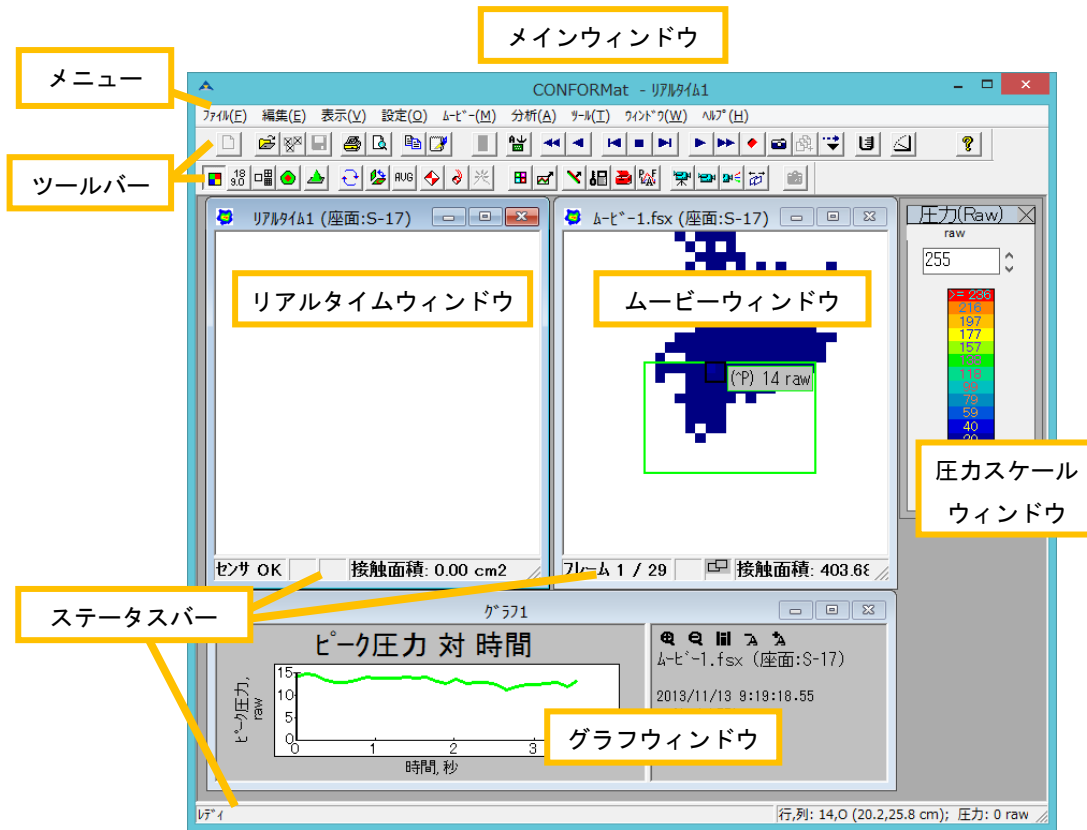 メインウィンドウ
メニュー
CONFORMat - ﾘｱﾙﾀｲﾑ1
ﾌｧｲﾙ(F) 編集(E) 表示(V) 設定(O) ﾑｰﾋﾞｰ(M) 分析(A) ﾂｰﾙ(T) ｳｨﾝﾄﾞｳ(W) ﾍﾙﾌﾟ(H)
ツールバー
18
9.0
AUG
ﾘｱﾙﾀｲﾑ1 (座面:S-17)
ﾑｰﾋﾞｰ1.fsx (座面:S-17)
圧力(Raw)
raw
255
リアルタイムウィンドウ
ムービーウィンドウ
>= 236
216
197
177
157
138
118
99
79
59
40
20
(^P) 14 raw
圧力スケール
ウィンドウ
ｾﾝｻ OK
接触面積: 0.00 cm2
ﾌﾚｰﾑ 1 / 29
接触面積: 403.68
ステータスバー
ｸﾞﾗﾌ1
ﾋﾟｰｸ圧力 対 時間
ﾋﾟｰｸ圧力,
raw
15
10
5
0
0 1 2 3
時間, 秒
ﾑｰﾋﾞｰ1.fsx (座面:S-17)
2013/11/13 9:19:18.55
グラフウィンドウ
ﾚﾃﾞｨ
行,列: 14,O (20.2,25.8 cm); 圧力: 0 raw